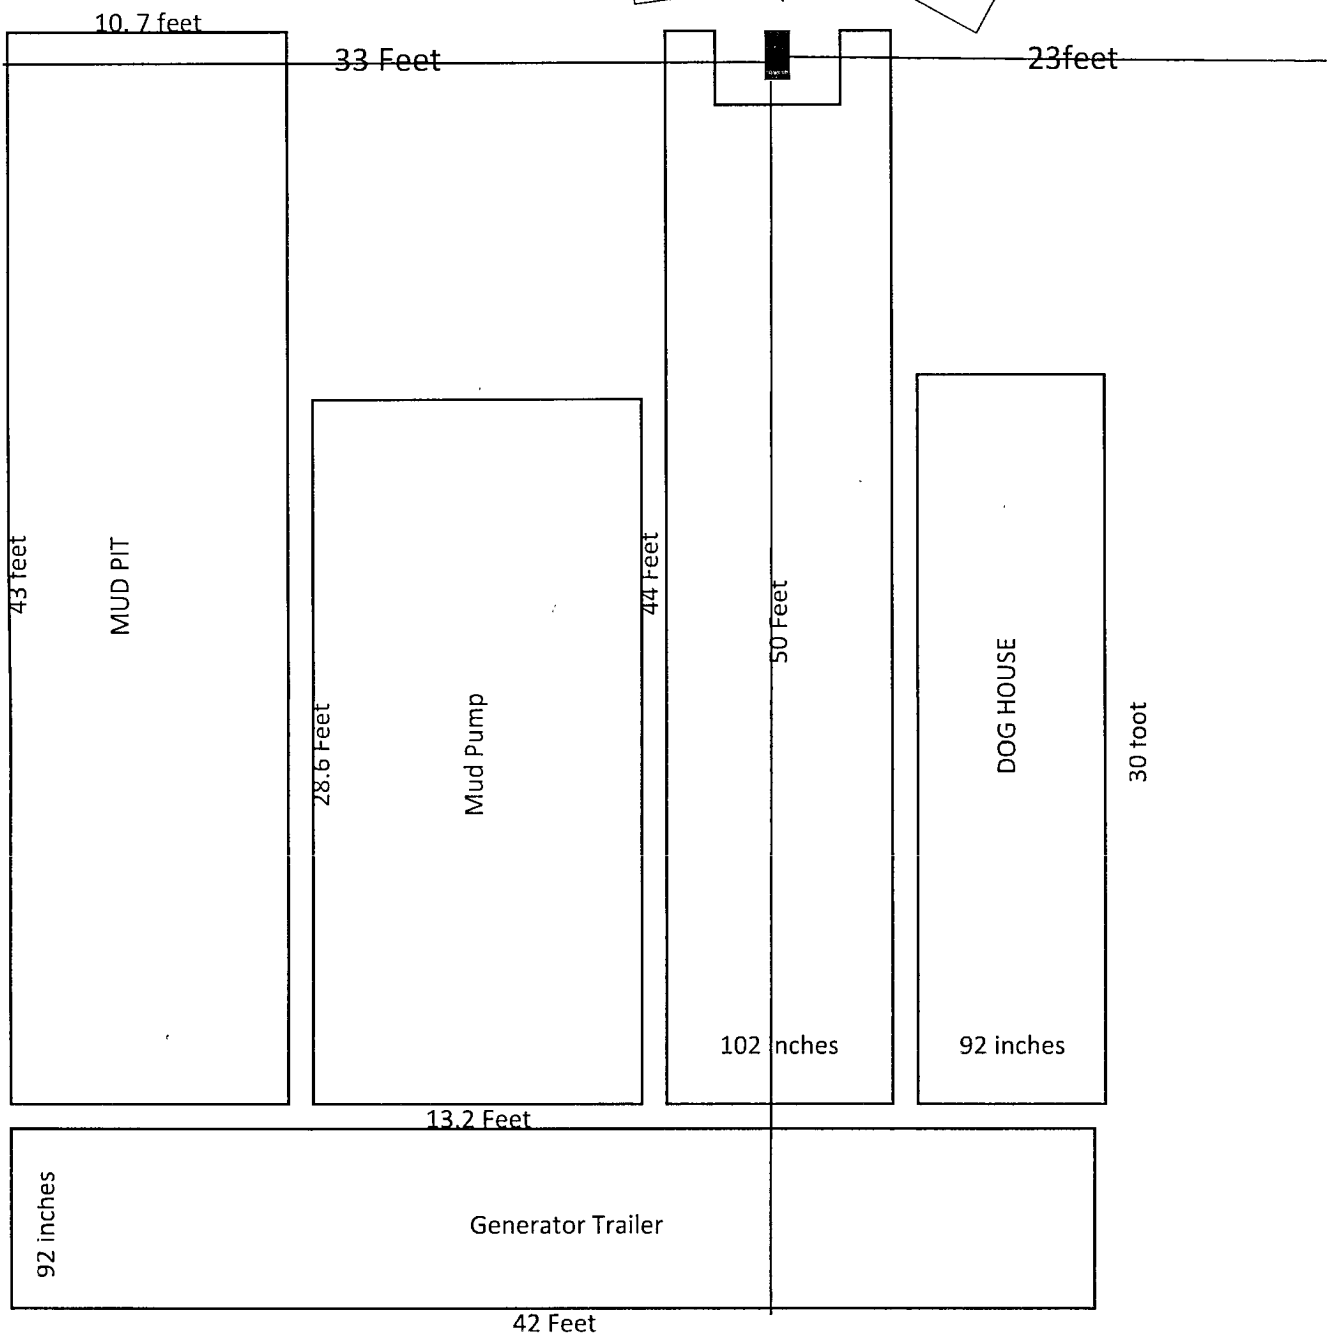 10. 7 feet
33 Feet
23feet
43 feet
MUD PIT
28.6 Feet
Mud Pump
44 Feet
50 Feet
DOG HOUSE
30 foot
102 inches
92 inches
13.2 Feet
92 inches
Generator Trailer
42 Feet